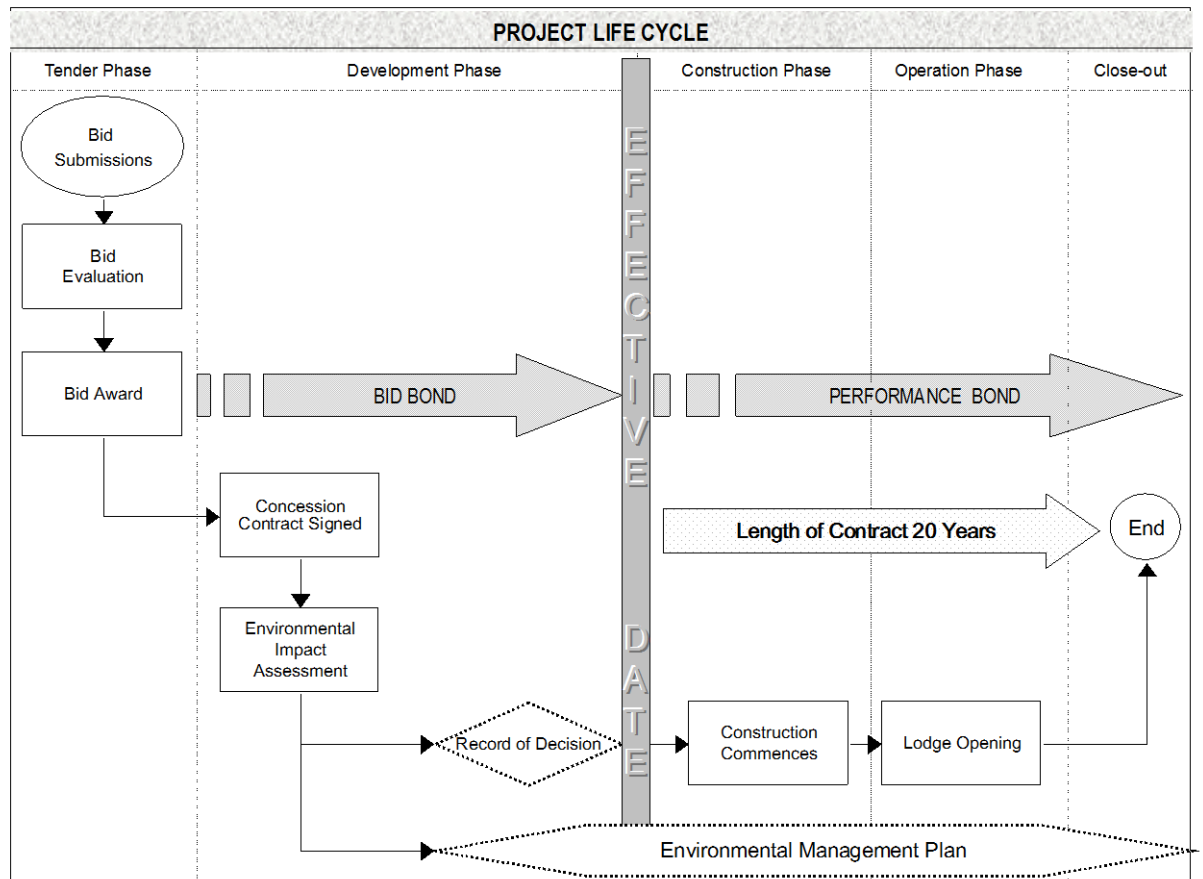 PROJECT LIFE CYCLE
Tender Phase
Development Phase
Construction Phase
Operation Phase
Close-out
Bid
Submissions
Bid
Evaluation
Bid Award
BID BOND
EFFECTIVE DATE
PERFORMANCE BOND
Concession
Contract Signed
Length of Contract 20 Years
End
Environmental
Impact
Assessment
Record of Decision
Construction
Commences
Lodge Opening
Environmental Management Plan